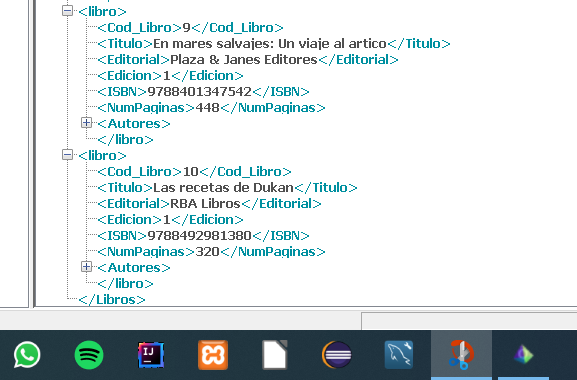 <libro>
<Cod_Libro>9</Cod_Libro>
<Titulo>En mares salvajes: Un viaje al artico</Titulo>
<Editorial>Plaza & Janes Editores</Editorial>
<Edicion>1</Edicion>
<ISBN>9788401347542</ISBN>
<NumPaginas>448</NumPaginas>
<Autores>
</libro>
<libro>
<Cod_Libro>10</Cod_Libro>
<Titulo>Las recetas de Dukan</Titulo>
<Editorial>RBA Libros</Editorial>
<Edicion>1</Edicion>
<ISBN>9788492981380</ISBN>
<NumPaginas>320</NumPaginas>
<Autores>
</libro>
</Libros>
IJ